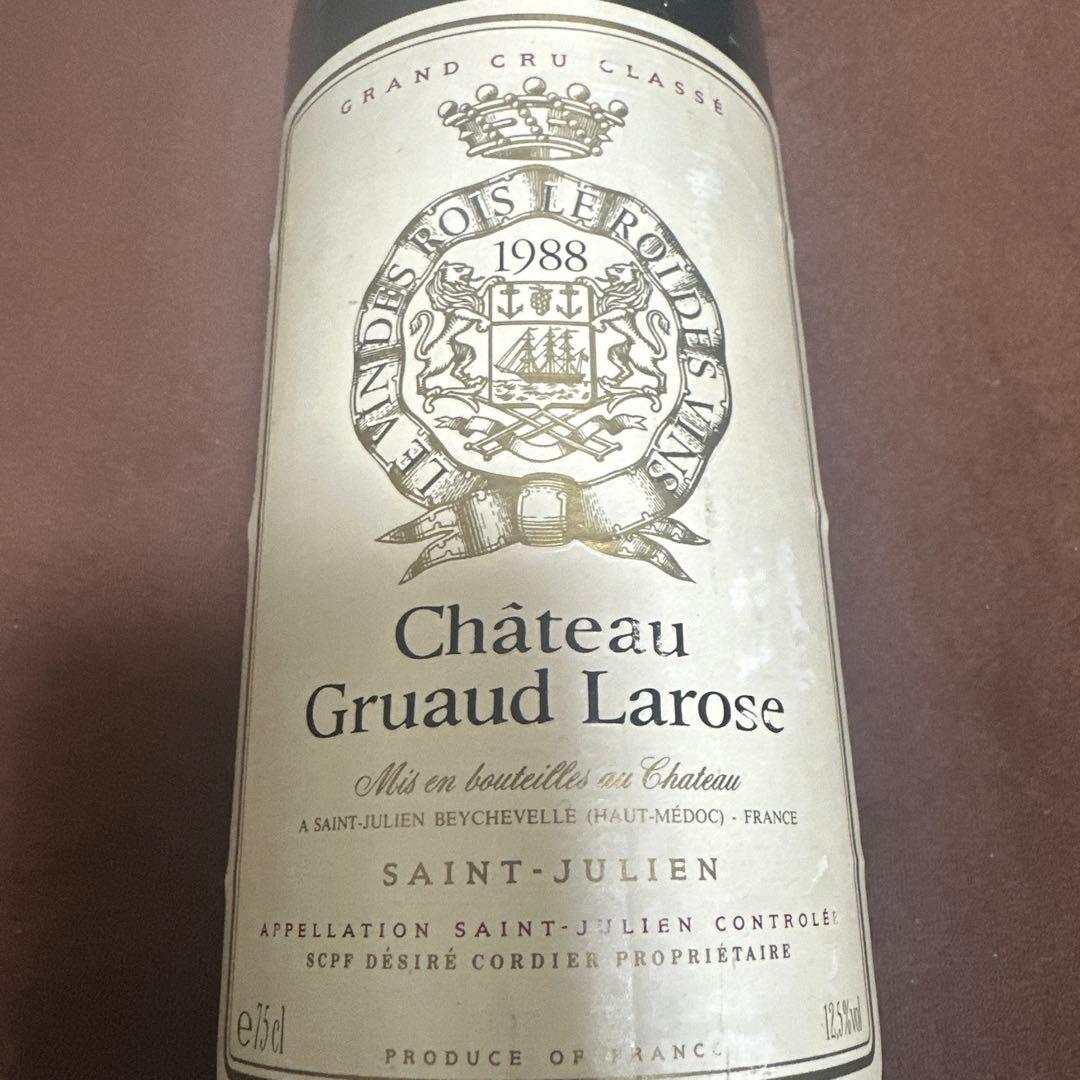 GRAND CRU CLASSÉ
LE VIN DES ROIS LE ROI DES VINS
1988
Château
Gruaud Larose
Mis en bouteilles au Chateau
A SAINT-JULIEN BEYCHEVELLE (HAUT-MÉDOC) - FRANCE
SAINT-JULIEN
APPELLATION SAINT-JULIEN CONTROLÉE
SCPF DÉSIRÉ CORDIER PROPRIÉTAIRE
e75cl
12,5%vol
PRODUCE OF FRANCE